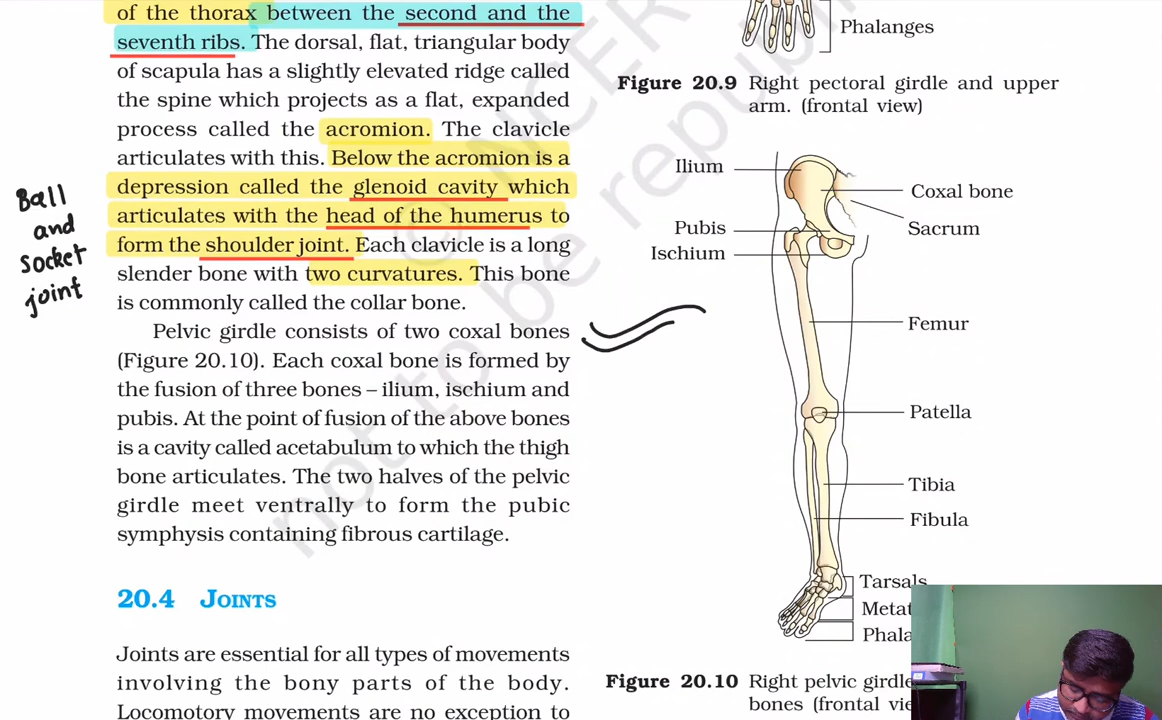 of the thorax between the second and the
seventh ribs. The dorsal, flat, triangular body
of scapula has a slightly elevated ridge called
the spine which projects as a flat, expanded
process called the acromion. The clavicle
articulates with this. Below the acromion is a
depression called the glenoid cavity which
articulates with the head of the humerus to
form the shoulder joint. Each clavicle is a long
slender bone with two curvatures. This bone
is commonly called the collar bone.
Pelvic girdle consists of two coxal bones
(Figure 20.10). Each coxal bone is formed by
the fusion of three bones – ilium, ischium and
pubis. At the point of fusion of the above bones
is a cavity called acetabulum to which the thigh
bone articulates. The two halves of the pelvic
girdle meet ventrally to form the pubic
symphysis containing fibrous cartilage.
20.4 JOINTS
Joints are essential for all types of movements
involving the bony parts of the body.
Locomotory movements are no exception to
Ball
and
socket
joint
Phalanges
Figure 20.9 Right pectoral girdle and upper
arm. (frontal view)
Ilium
Coxal bone
Pubis
Sacrum
Ischium
Femur
Patella
Tibia
Fibula
Tarsals
Metat
Phala
Figure 20.10 Right pelvic girdle
bones (frontal vie
© NCER
not to be republi